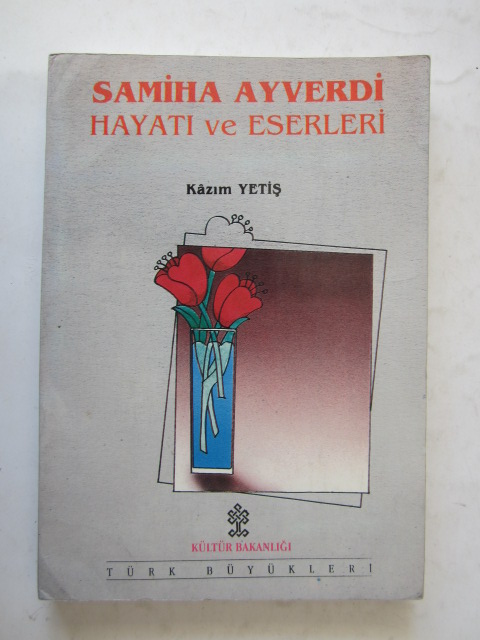 SAMİHA AYVERDİ
HAYATI ve ESERLERİ
Kâzım YETİŞ
KÜLTÜR BAKANLIĞI
TÜRK BÜYÜKLERİ